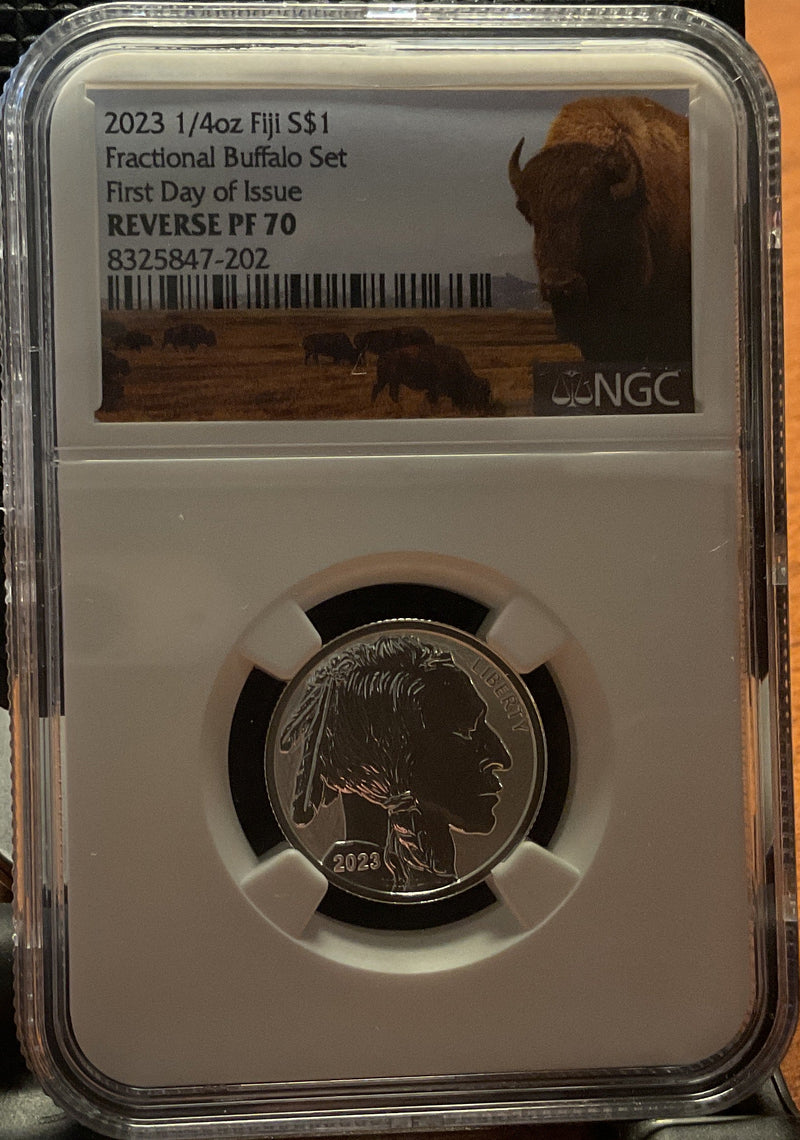 2023 1/4oz Fiji S$1
Fractional Buffalo Set
First Day of Issue
REVERSE PF 70
8325847-202
NGC
LIBERTY
2023